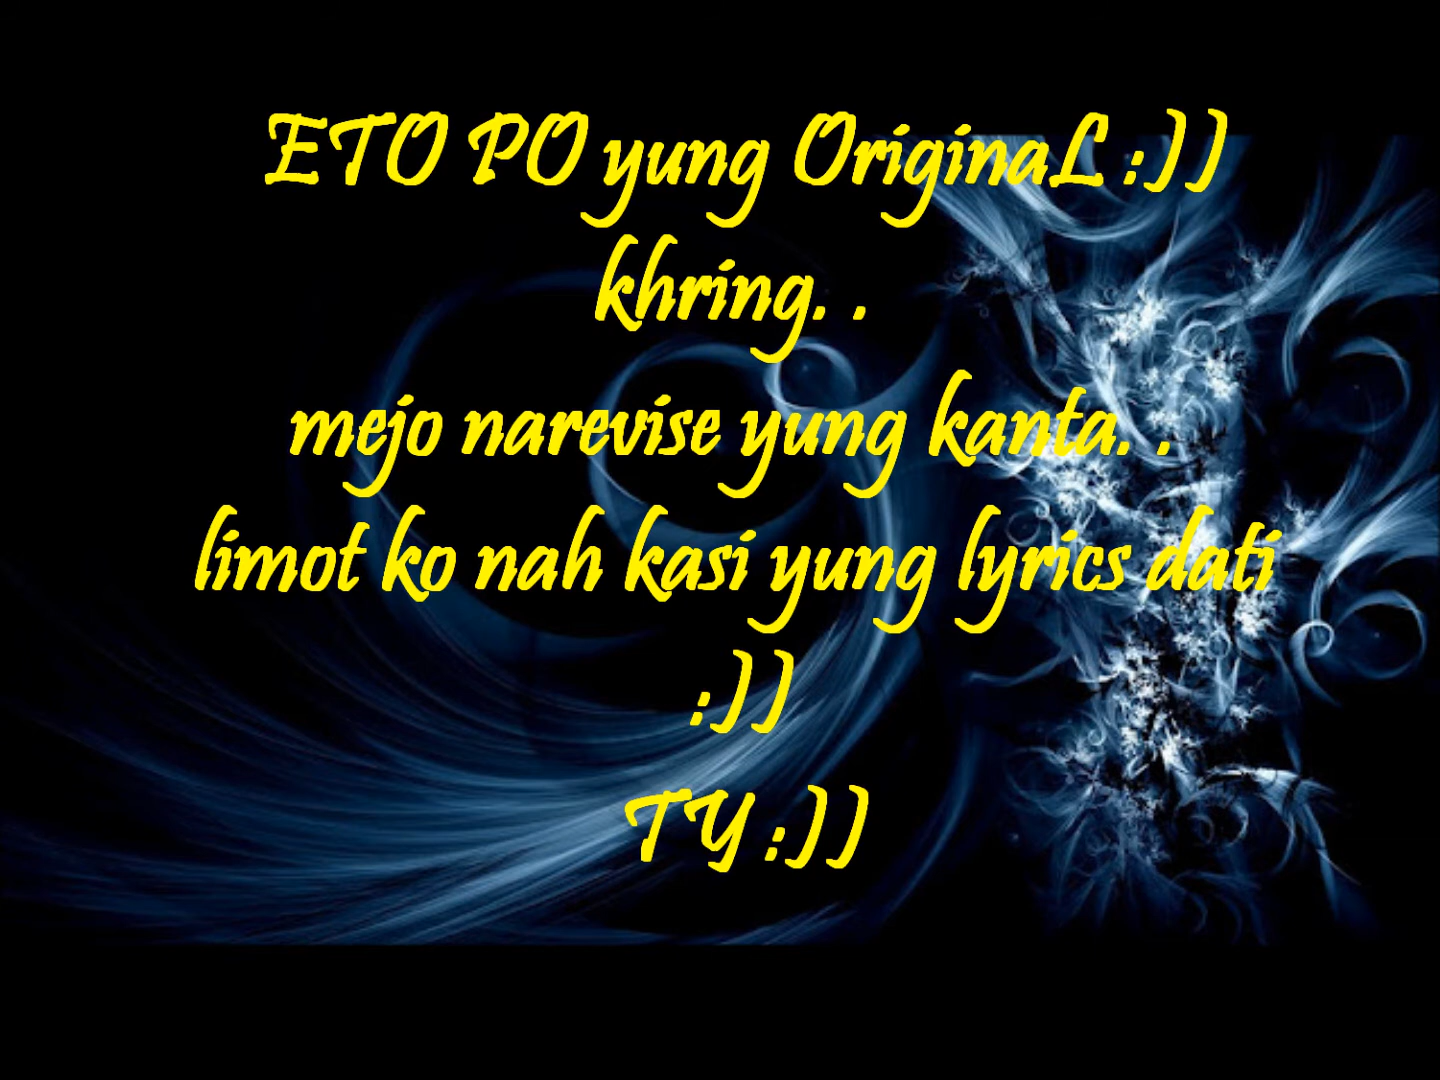 ETO PO yung OriginaL :))
khring. .
mejo narevise yung kanta. .
limot ko nah kasi yung lyrics dati
:))
TY :))